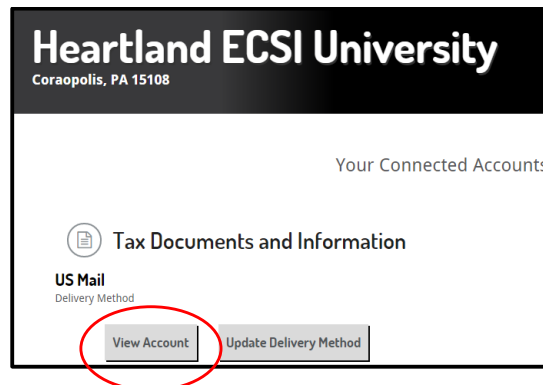 Heartland ECSI University
Coraopolis, PA 15108
Your Connected Accounts
Tax Documents and Information
US Mail
Delivery Method
View Account
Update Delivery Method